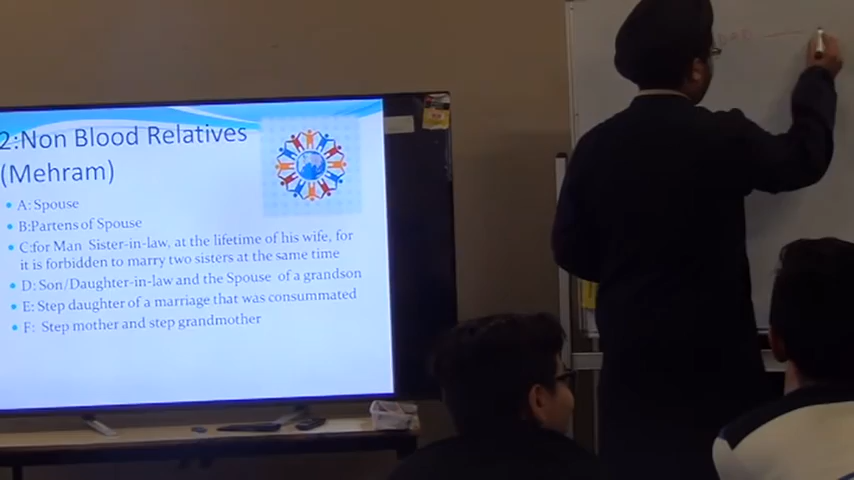 2:Non Blood Relatives
(Mehram)
A: Spouse
B:Partens of Spouse
C:for Man Sister-in-law, at the lifetime of his wife, for
it is forbidden to marry two sisters at the same time
D: Son/Daughter-in-law and the Spouse of a grandson
E: Step daughter of a marriage that was consummated
F: Step mother and step grandmother